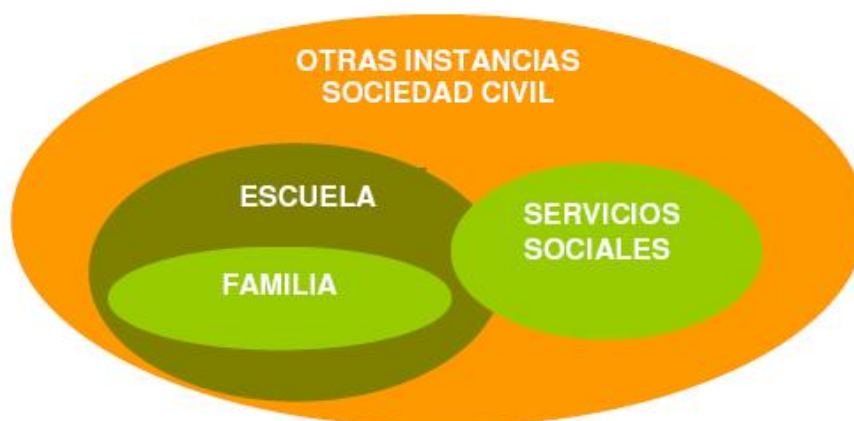 OTRAS INSTANCIAS
SOCIEDAD CIVIL
ESCUELA
SERVICIOS
SOCIALES
FAMILIA